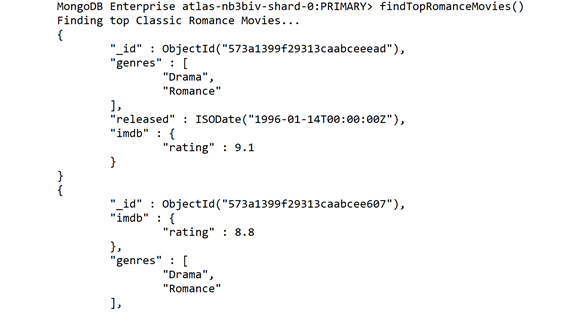 MongoDB Enterprise atlas-nb3biv-shard-0:PRIMARY> findTopRomanceMovies()
Finding top Classic Romance Movies...
{
        "_id" : ObjectId("573a1399f29313caabceeead"),
        "genres" : [
                "Drama",
                "Romance"
        ],
        "released" : ISODate("1996-01-14T00:00:00Z"),
        "imdb" : {
                "rating" : 9.1
        }
}
{
        "_id" : ObjectId("573a1399f29313caabcee607"),
        "imdb" : {
                "rating" : 8.8
        },
        "genres" : [
                "Drama",
                "Romance"
        ],